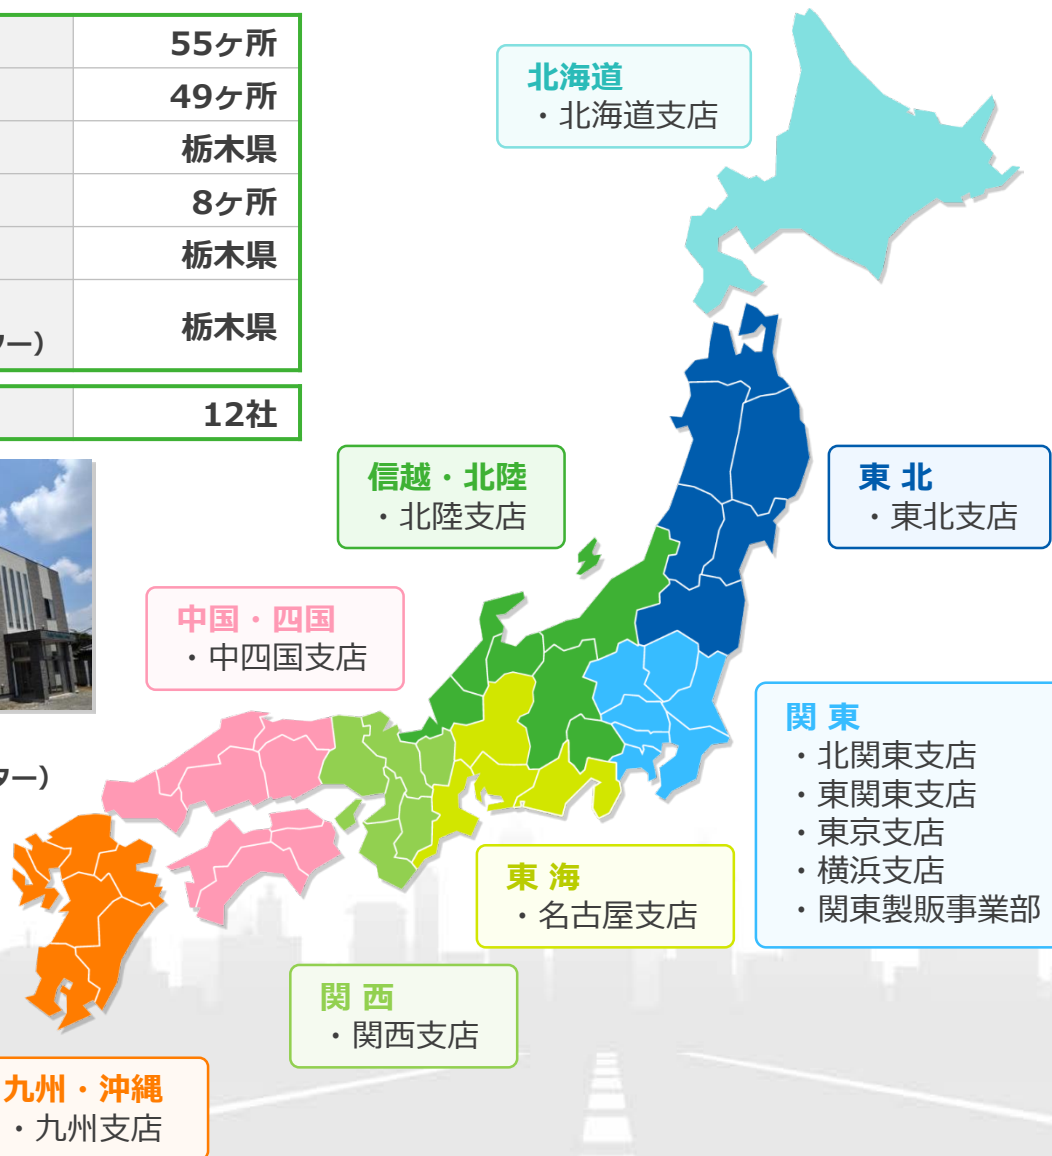 55ヶ所
49ヶ所
栃木県
8ヶ所
栃木県
栃木県
ター）
12社
北海道
・北海道支店
信越・北陸
・北陸支店
東 北
・東北支店
中国・四国
・中四国支店
ター）
関 東
・北関東支店
・東関東支店
・東京支店
・横浜支店
・関東製販事業部
東 海
・名古屋支店
関 西
・関西支店
九州・沖縄
・九州支店